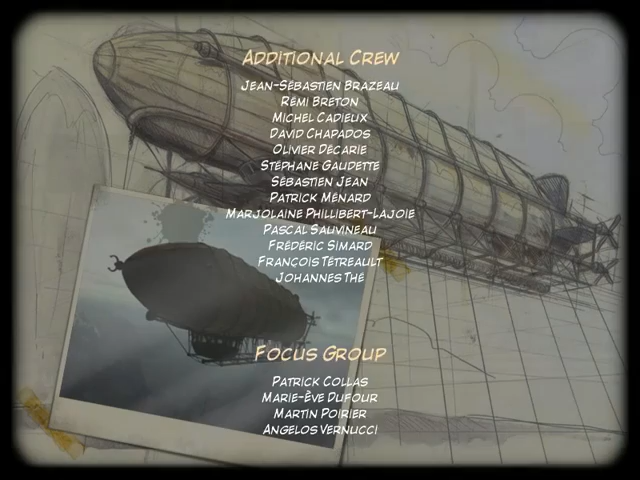 Additional Crew
Jean-Sébastien Brazeau
Rémi Breton
Michel Cadieux
David Chapados
Olivier Décarie
Stéphane Gaudette
Sébastien Jean
Patrick Ménard
Marjolaine Phillibert-Lajoie
Pascal Sauvineau
Frédéric Simard
François Tétreault
Johannes Thé
Focus Group
Patrick Collas
Marie-Ève Dufour
Martin Poirier
Angelos Vernucci